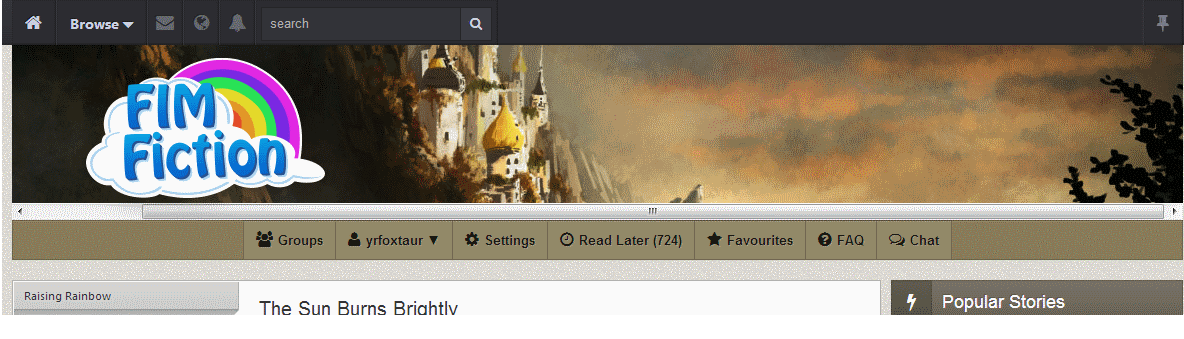 Browse
search
FIM
Fiction
Groups
yrfoxtaur ▼
Settings
Read Later (724)
Favourites
FAQ
Chat
Raising Rainbow
The Sun Burns Brightly
Popular Stories